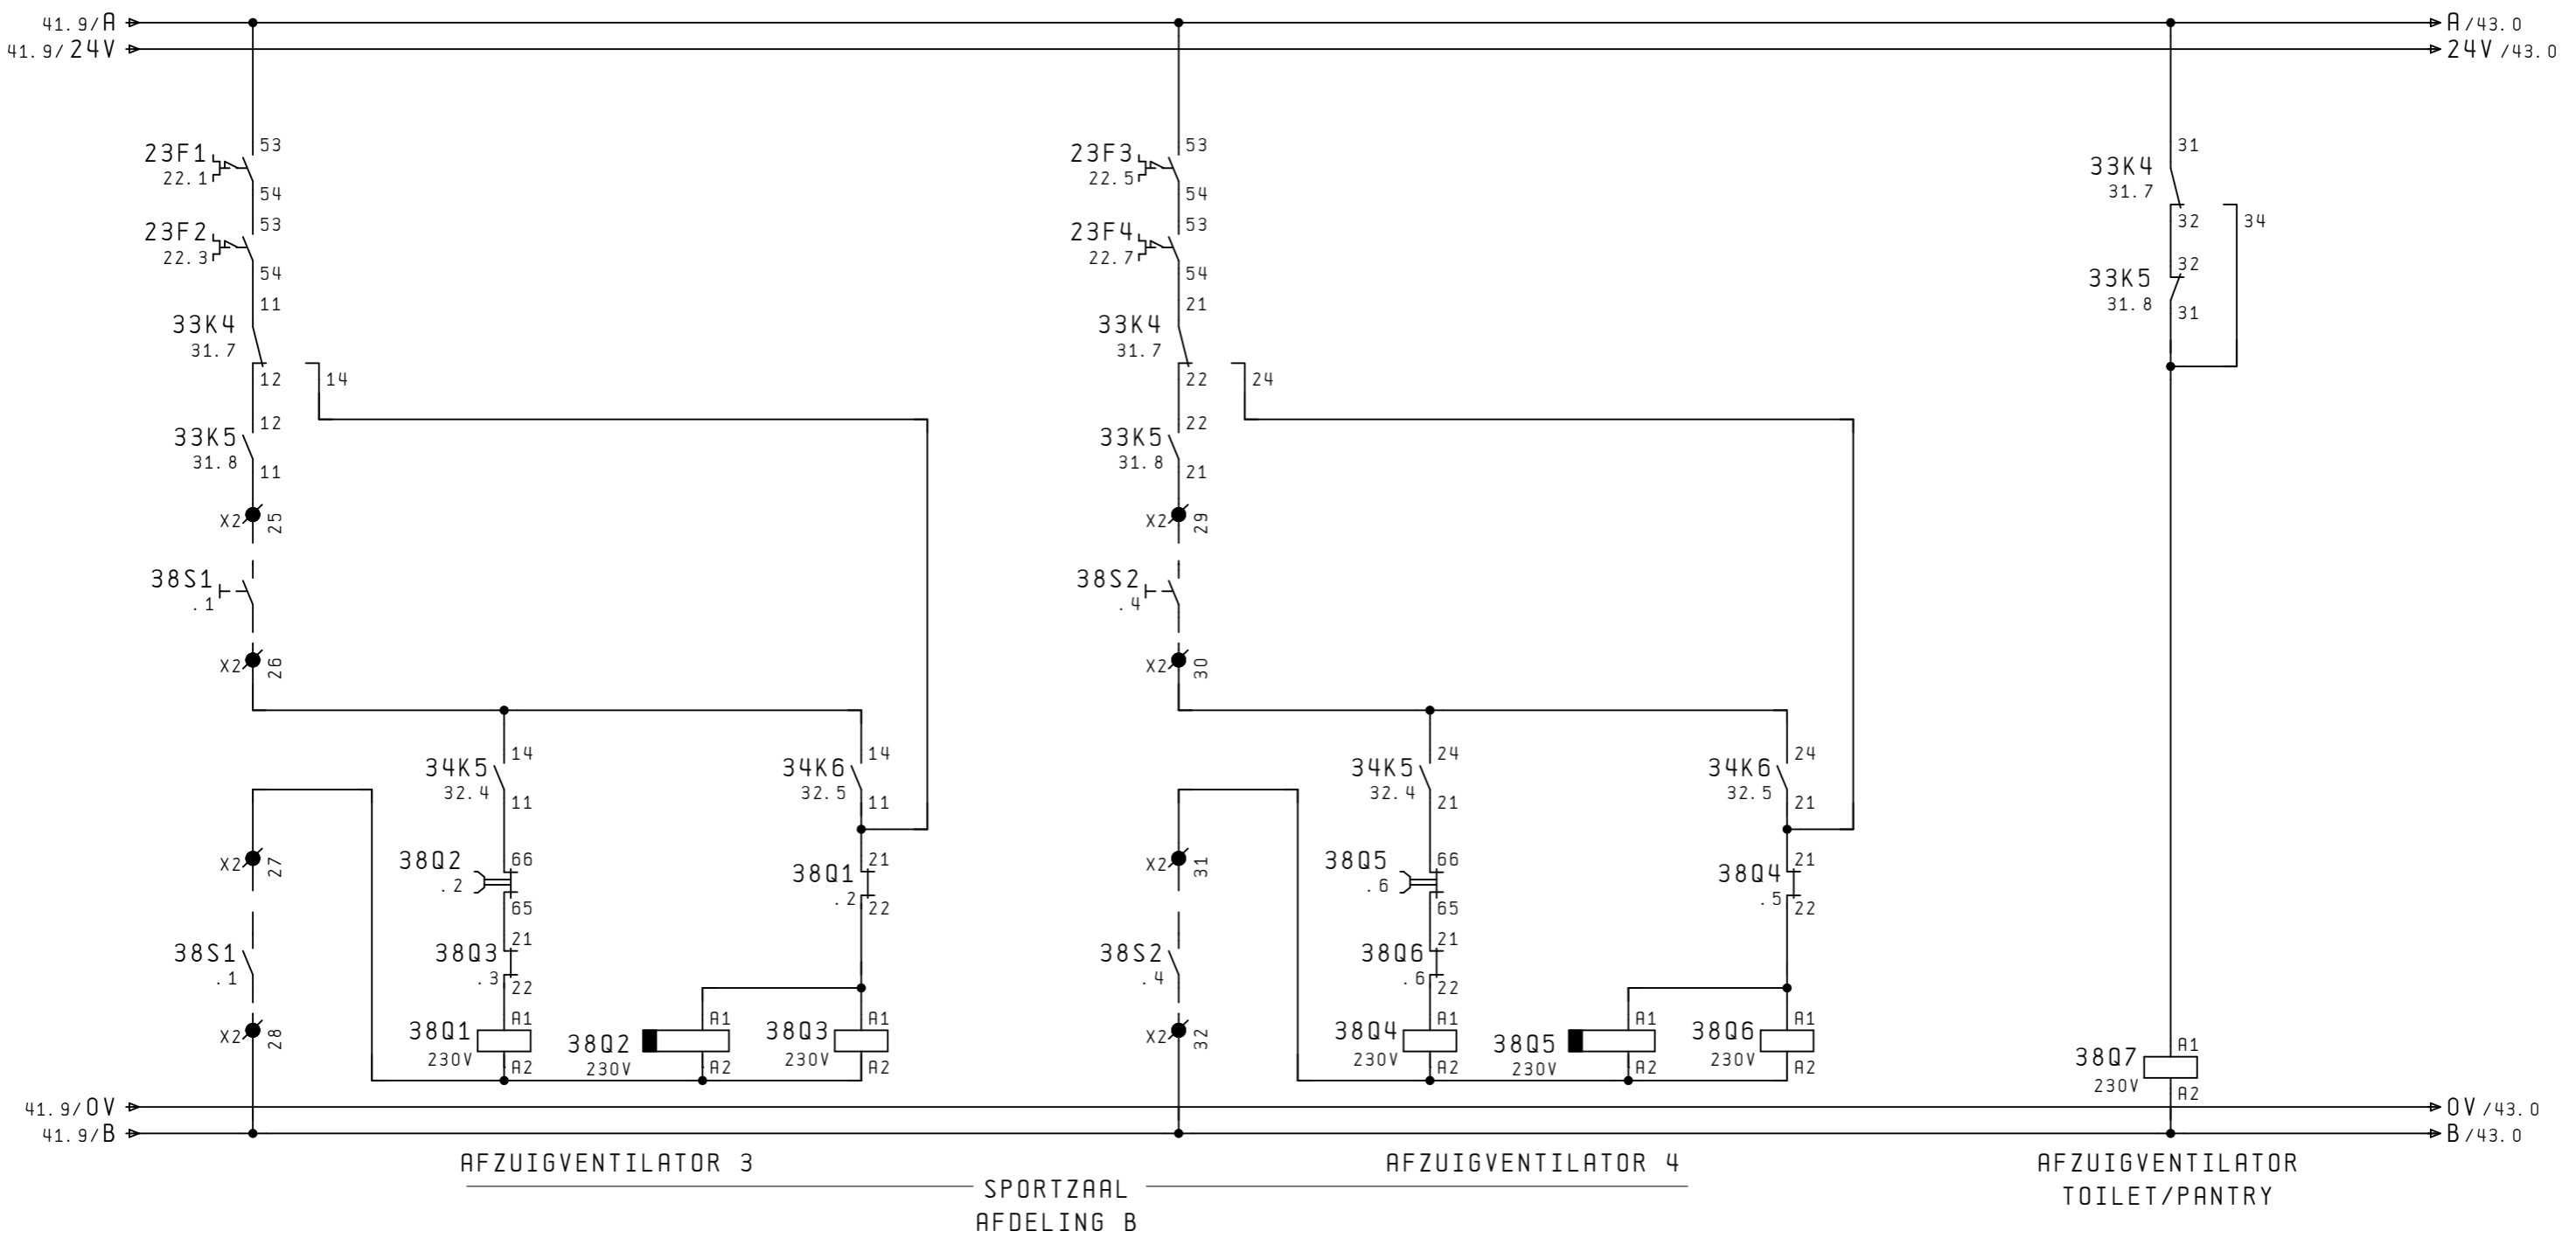 41.9/A A/43.0
41.9/24V 24V/43.0
53 53 31
23F1 23F3 33K4
22.1 22.5 31.7
54 54 32 34
53 53 32
23F2 23F4 33K5
22.3 22.7 31.8
54 54 31
11 21
33K4 33K4
31.7 31.7
12 14 22 24
12 22
33K5 33K5
31.8 31.8
11 21
X2 25 X2 29
38S1 38S2
.1 .4
X2 26 X2 30
14 14 24 24
34K5 34K6 34K5 34K6
32.4 32.5 32.4 32.5
11 11 21 21
X2 27 38Q2 66 38Q1 21 X2 31 38Q5 66 38Q4 21
.2 .2 .6 .5
65 22 65 22
38S1 38Q3 21 38S2 38Q6 21
.1 .3 .4 .6
22 22
X2 28 38Q1 A1 38Q2 A1 38Q3 A1 X2 32 38Q4 A1 38Q5 A1 38Q6 A1 38Q7 A1
230V 230V 230V 230V 230V 230V 230V
A2 A2 A2 A2 A2 A2 A2
41.9/0V 0V/43.0
41.9/B B/43.0
AFZUIGVENTILATOR 3 AFZUIGVENTILATOR 4 AFZUIGVENTILATOR
SPORTZAAL TOILET/PANTRY
AFDELING B